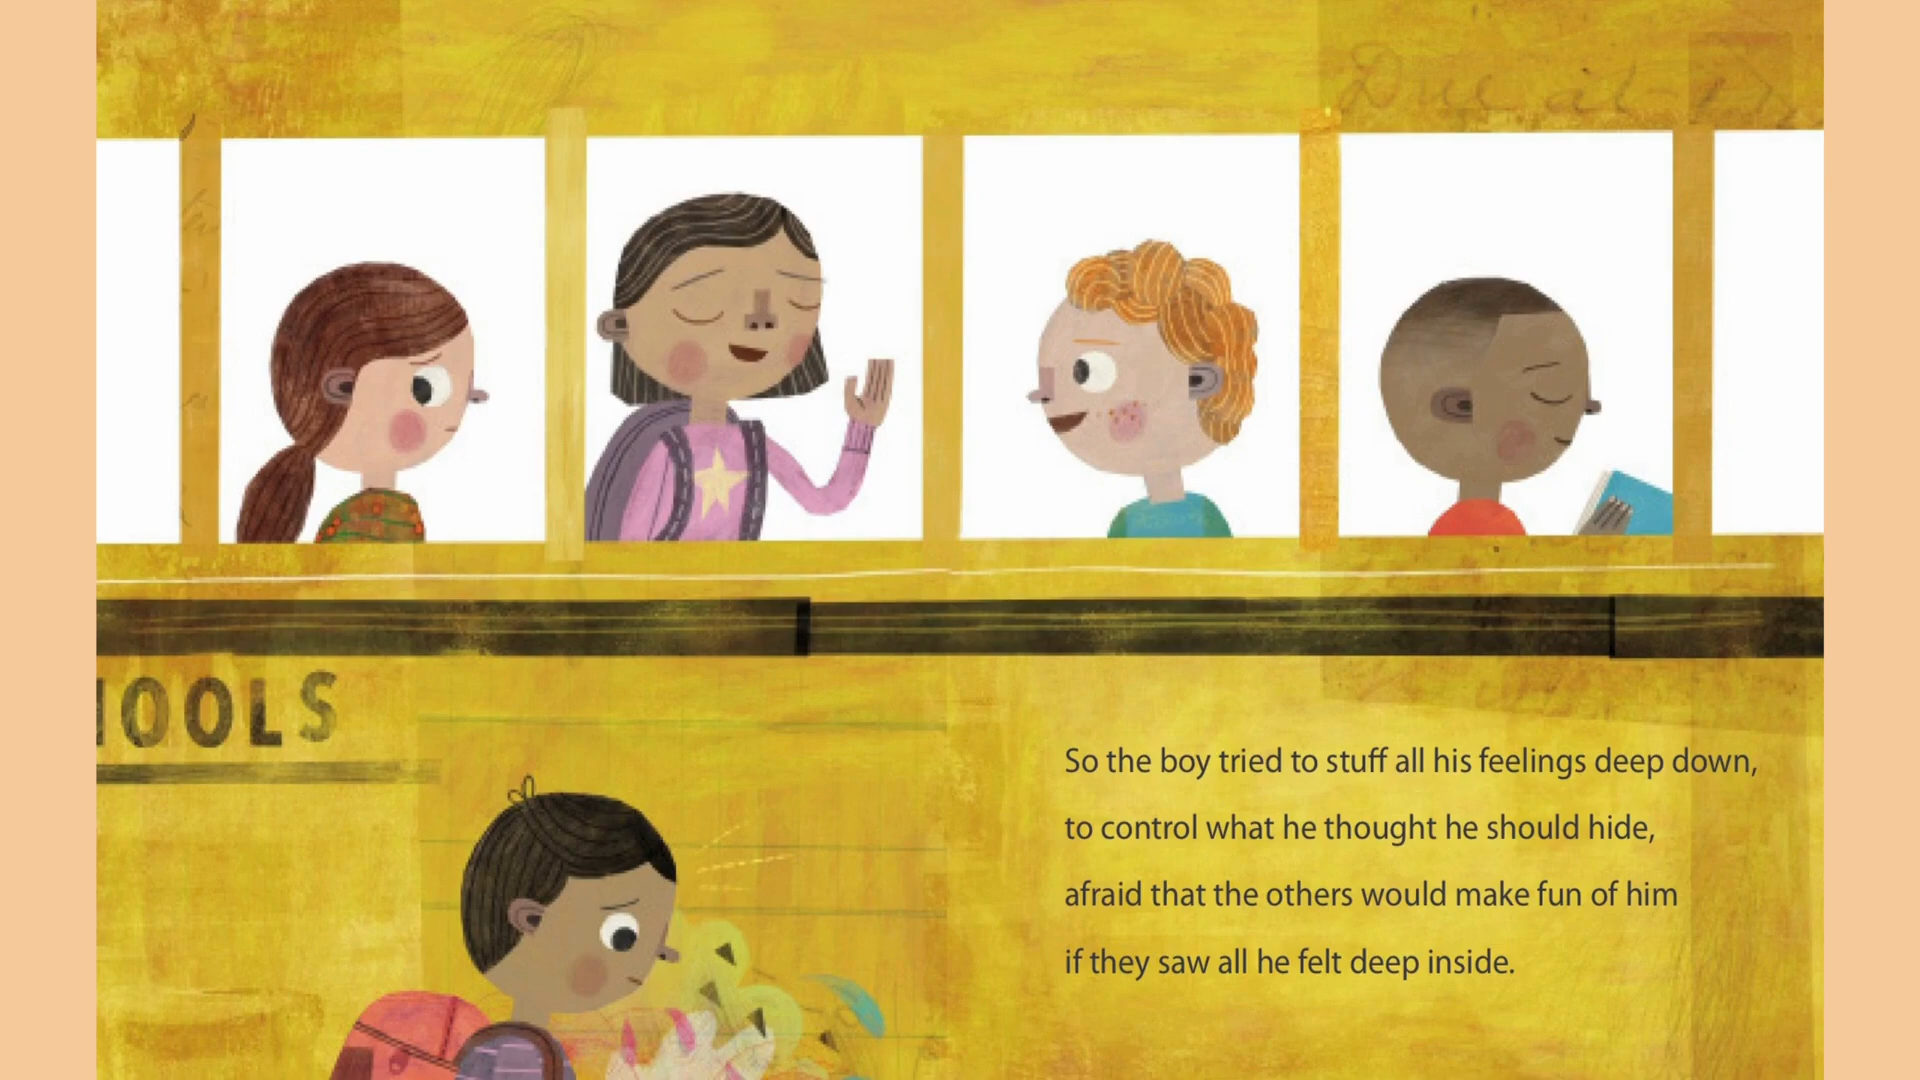 HOOLS
So the boy tried to stuff all his feelings deep down,
to control what he thought he should hide,
afraid that the others would make fun of him
if they saw all he felt deep inside.